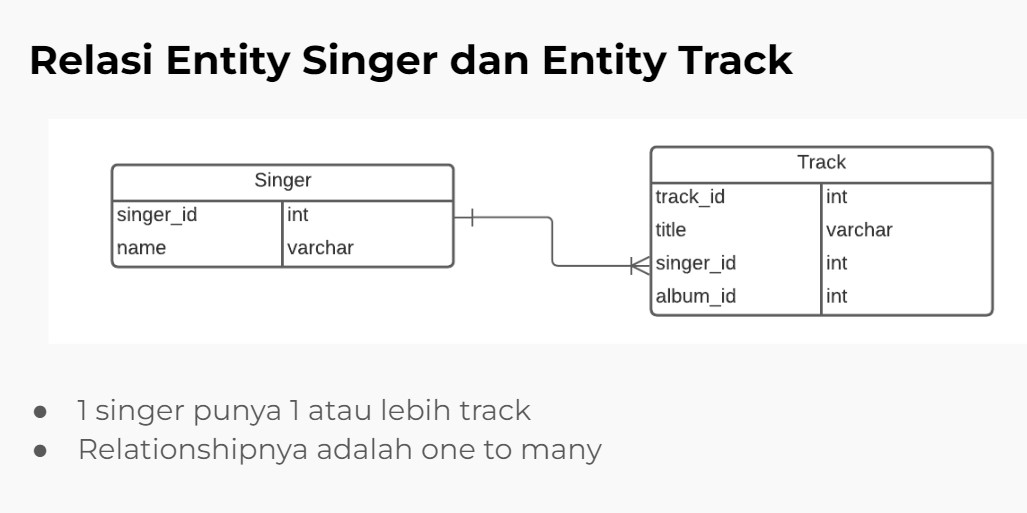 Relasi Entity Singer dan Entity Track
Singer
singer_id int
name varchar
Track
track_id int
title varchar
singer_id int
album_id int
● 1 singer punya 1 atau lebih track
● Relationshipnya adalah one to many